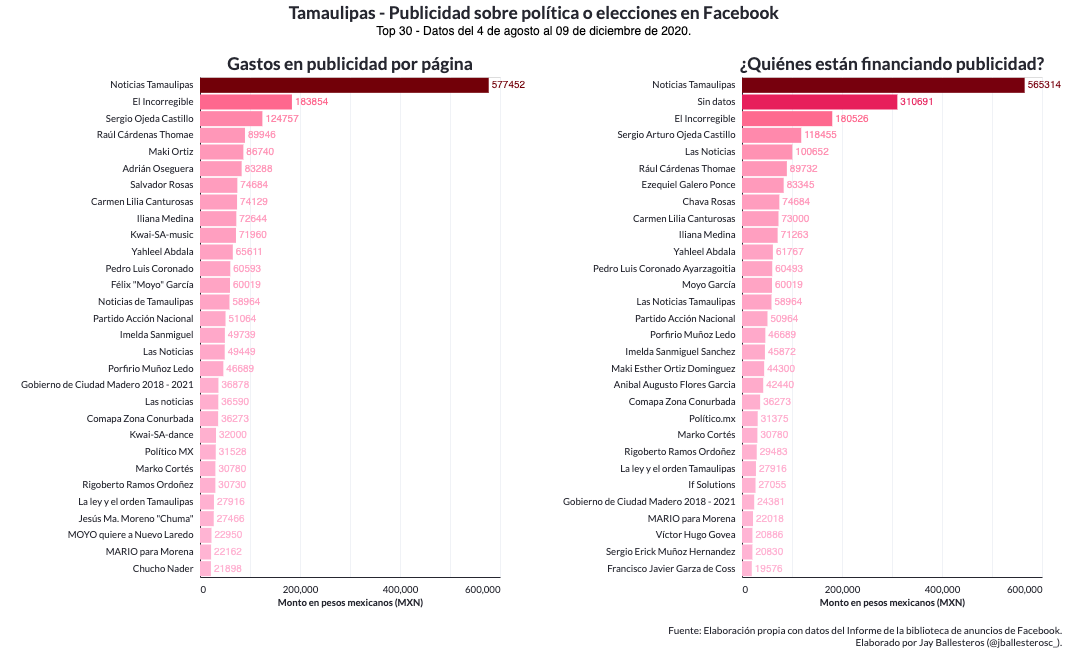 Tamaulipas - Publicidad sobre política o elecciones en Facebook
Top 30 - Datos del 4 de agosto al 09 de diciembre de 2020.
Gastos en publicidad por página
Noticias Tamaulipas 577452
El Incorregible 183854
Sergio Ojeda Castillo 124757
Raúl Cárdenas Thomae 89946
Maki Ortiz 86740
Adrián Oseguera 83288
Salvador Rosas 74684
Carmen Lilia Canturosas 74129
Iliana Medina 72644
Kwai-SA-music 71960
Yahleel Abdala 65611
Pedro Luis Coronado 60593
Félix "Moyo" García 60019
Noticias de Tamaulipas 58964
Partido Acción Nacional 51064
Imelda Sanmiguel 49739
Las Noticias 49449
Porfirio Muñoz Ledo 46689
Gobierno de Ciudad Madero 2018 - 2021 36878
Las noticias 36590
Comapa Zona Conurbada 36273
Kwai-SA-dance 32000
Político MX 31528
Marko Cortés 30780
Rigoberto Ramos Ordoñez 30730
La ley y el orden Tamaulipas 27916
Jesús Ma. Moreno "Chuma" 27466
MOYO quiere a Nuevo Laredo 22950
MARIO para Morena 22162
Chucho Nader 21898
0 200,000 400,000 600,000
Monto en pesos mexicanos (MXN)
¿Quiénes están financiando publicidad?
Noticias Tamaulipas 565314
Sin datos 310691
El Incorregible 180526
Sergio Arturo Ojeda Castillo 118455
Las Noticias 100652
Rául Cárdenas Thomae 89732
Ezequiel Galero Ponce 83345
Chava Rosas 74684
Carmen Lilia Canturosas 73000
Iliana Medina 71263
Yahleel Abdala 61767
Pedro Luis Coronado Ayarzagoitia 60493
Moyo García 60019
Las Noticias Tamaulipas 58964
Partido Acción Nacional 50964
Porfirio Muñoz Ledo 46689
Imelda Sanmiguel Sanchez 45872
Maki Esther Ortiz Dominguez 44300
Anibal Augusto Flores Garcia 42440
Comapa Zona Conurbada 36273
Político.mx 31375
Marko Cortés 30780
Rigoberto Ramos Ordoñez 29483
La ley y el orden Tamaulipas 27916
If Solutions 27055
Gobierno de Ciudad Madero 2018 - 2021 24381
MARIO para Morena 22018
Víctor Hugo Govea 20886
Sergio Erick Muñoz Hernandez 20830
Francisco Javier Garza de Coss 19576
0 200,000 400,000 600,000
Monto en pesos mexicanos (MXN)
Fuente: Elaboración propia con datos del Informe de la biblioteca de anuncios de Facebook.
Elaborado por Jay Ballesteros (@jballesterosc_).